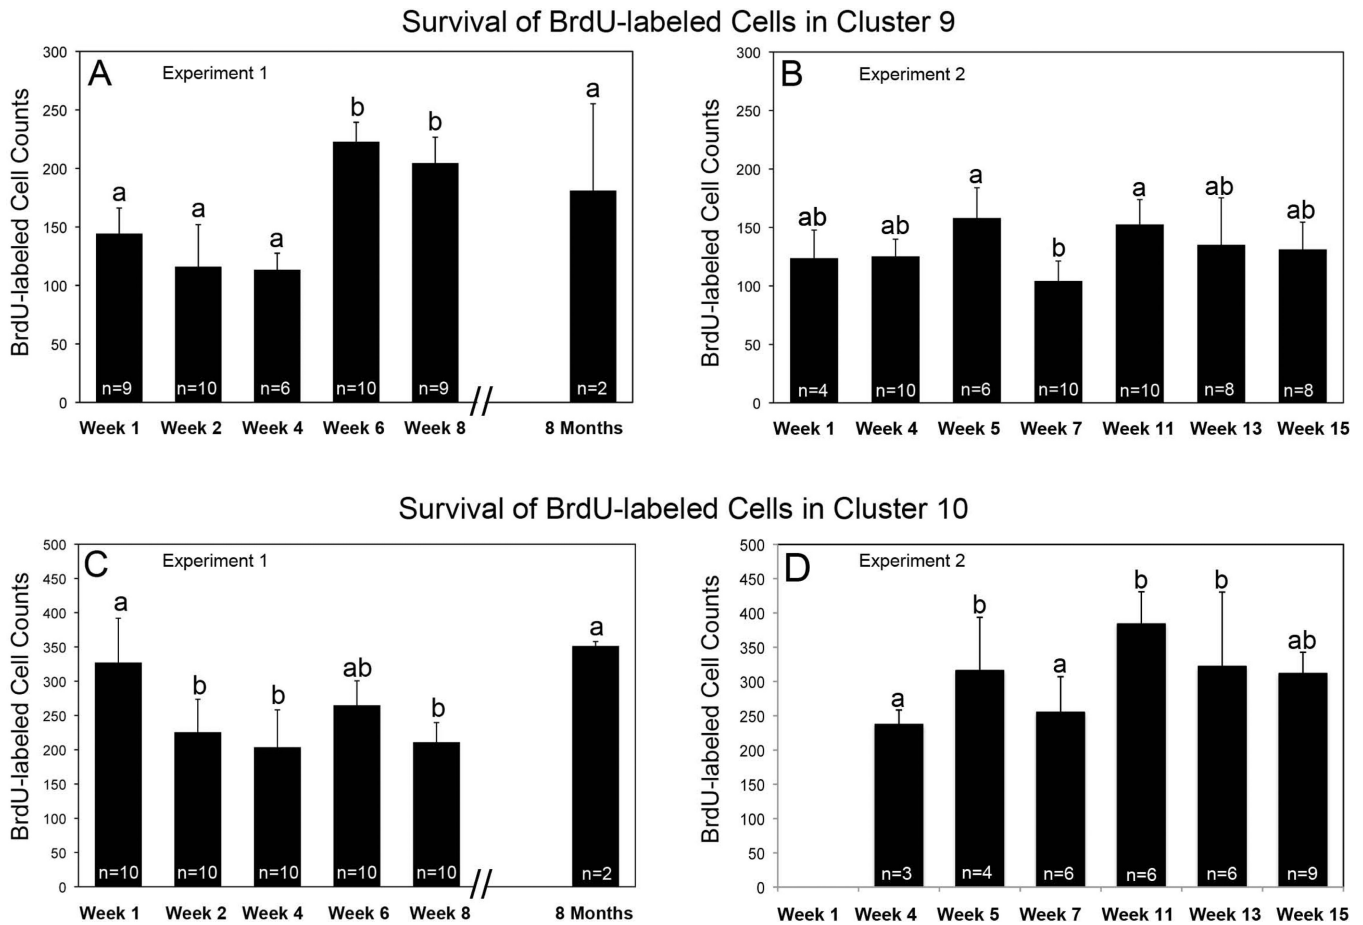 Survival of BrdU-labeled Cells in Cluster 9
A
Experiment 1
BrdU-labeled Cell Counts
300
250
200
150
100
50
0
a
a
a
b
b
a
n=9
n=10
n=6
n=10
n=9
n=2
//
Week 1 Week 2 Week 4 Week 6 Week 8 8 Months
B
Experiment 2
BrdU-labeled Cell Counts
300
250
200
150
100
50
0
ab
ab
a
b
a
ab
ab
n=4
n=10
n=6
n=10
n=10
n=8
n=8
Week 1 Week 4 Week 5 Week 7 Week 11 Week 13 Week 15
Survival of BrdU-labeled Cells in Cluster 10
C
Experiment 1
BrdU-labeled Cell Counts
500
450
400
350
300
250
200
150
100
50
0
a
b
b
ab
b
a
n=10
n=10
n=10
n=10
n=10
n=2
//
Week 1 Week 2 Week 4 Week 6 Week 8 8 Months
D
Experiment 2
BrdU-labeled Cell Counts
500
450
400
350
300
250
200
150
100
50
0
a
b
a
b
b
ab
n=3
n=4
n=6
n=6
n=6
n=9
Week 1 Week 4 Week 5 Week 7 Week 11 Week 13 Week 15